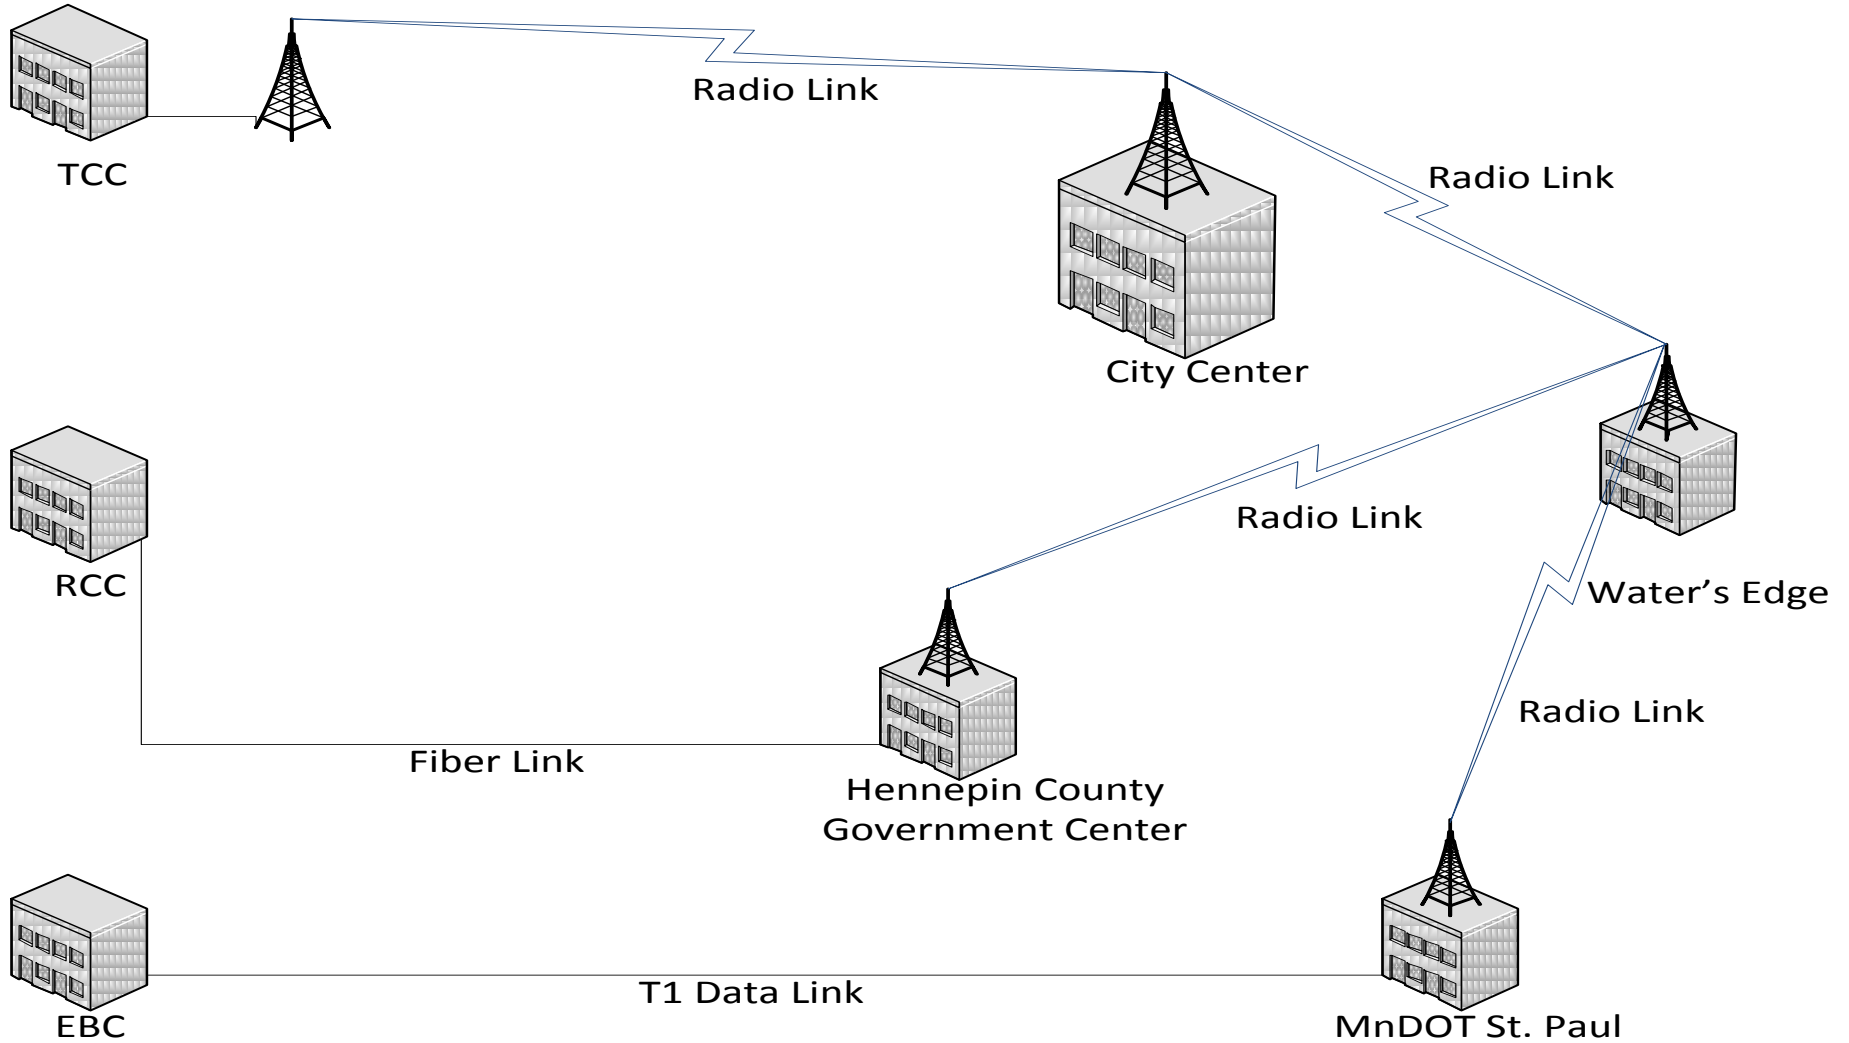 Radio Link
TCC
Radio Link
City Center
Radio Link
RCC
Water's Edge
Radio Link
Fiber Link
Hennepin County
Government Center
T1 Data Link
EBC
MnDOT St. Paul